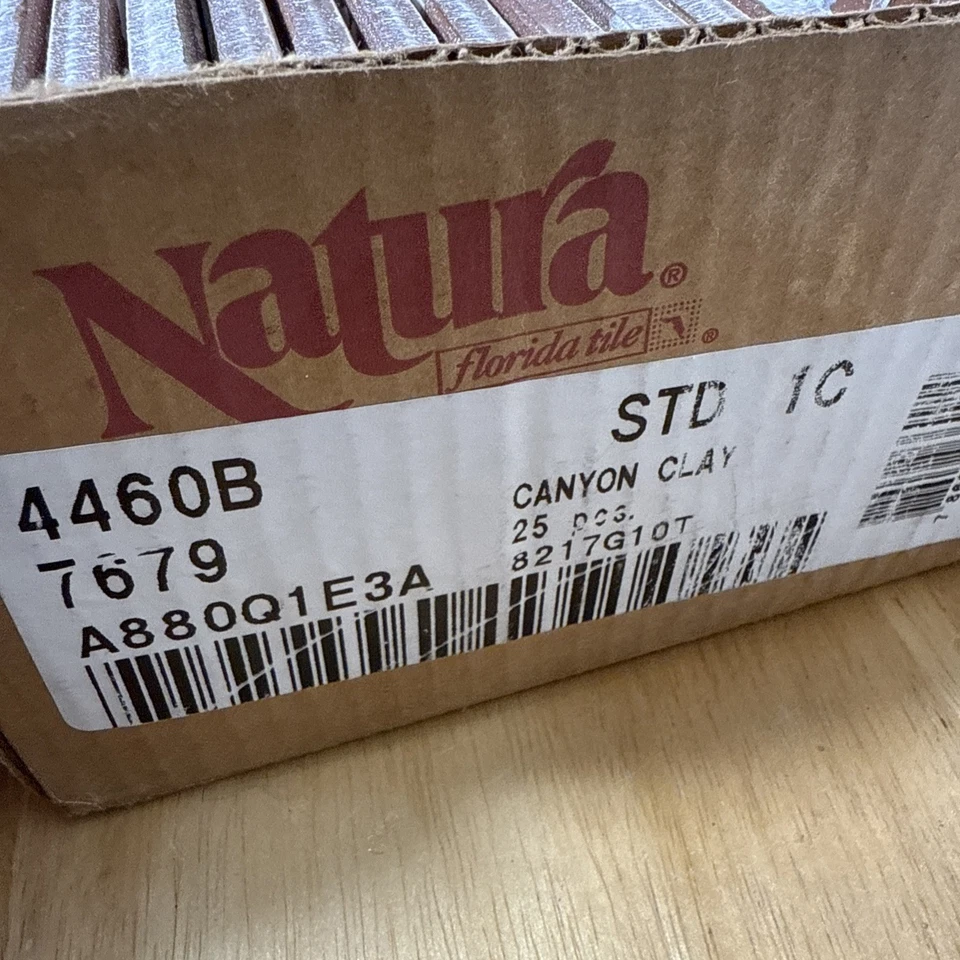 Natura®
florida tile®
STD 1C
4460B
CANYON CLAY
7679
25 pcs.
A880Q1E3A
8217G10T